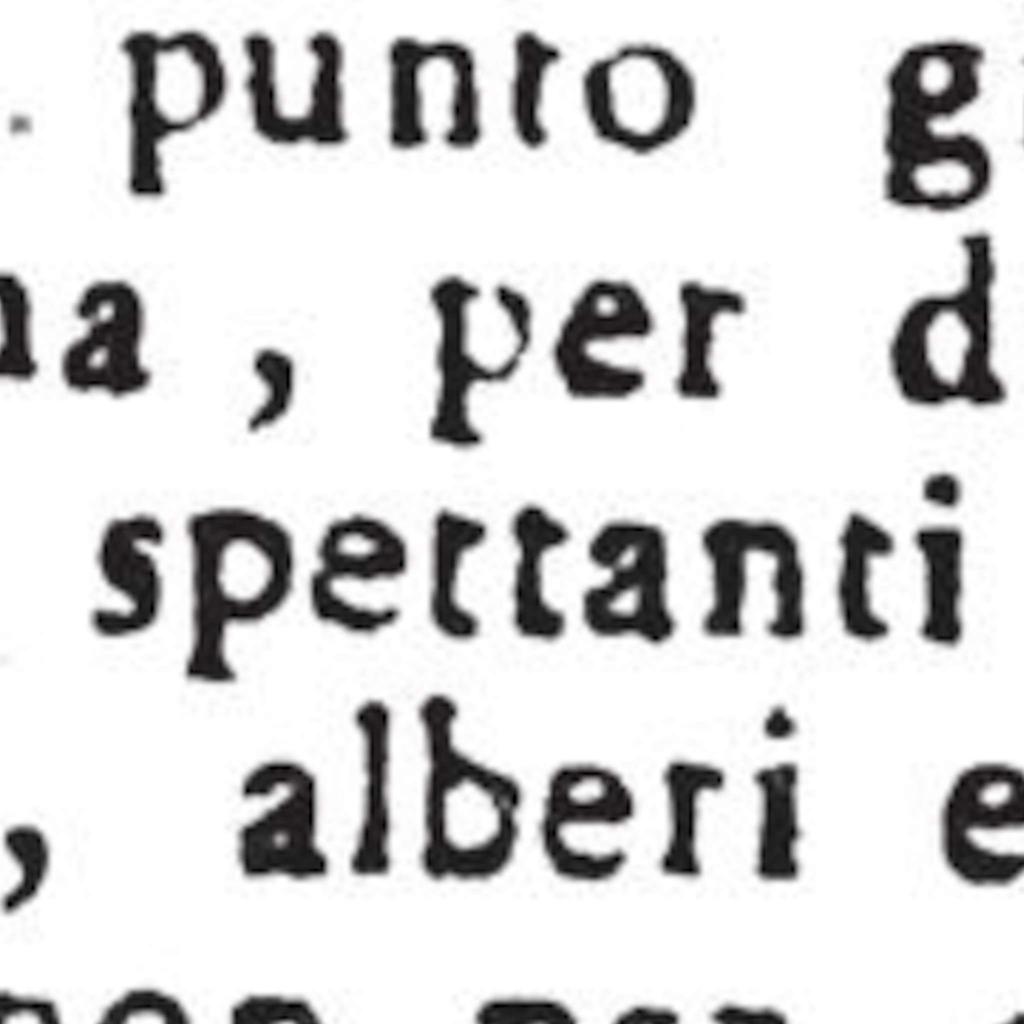 punto
, per
spettanti
, alberi e